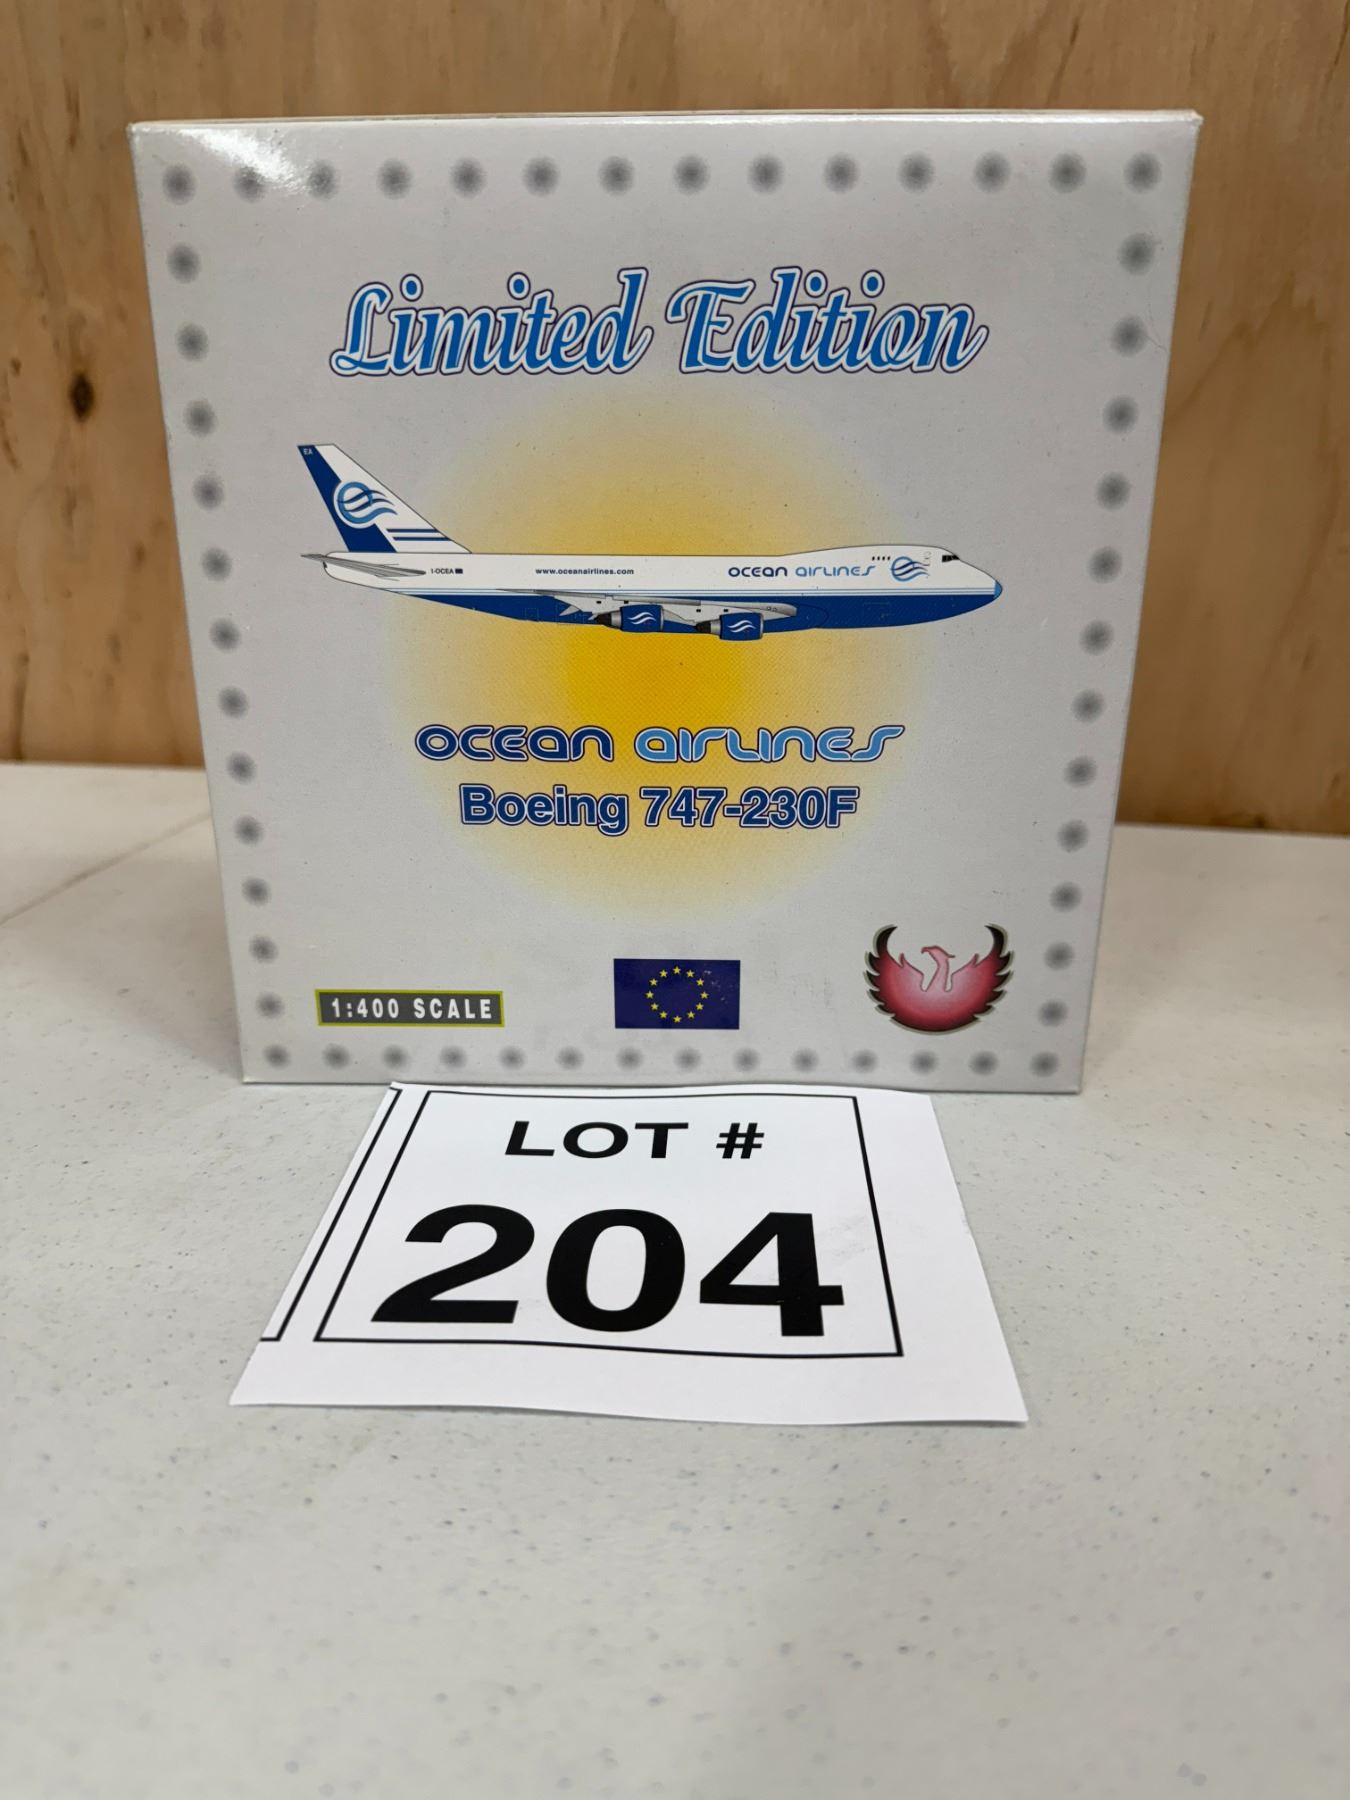 Limited Edition
EA
I-OCEA
www.oceanairlines.com
OCEAN AIRLINES
OCEAN AIRLINES
Boeing 747-230F
1:400 SCALE
LOT #
204